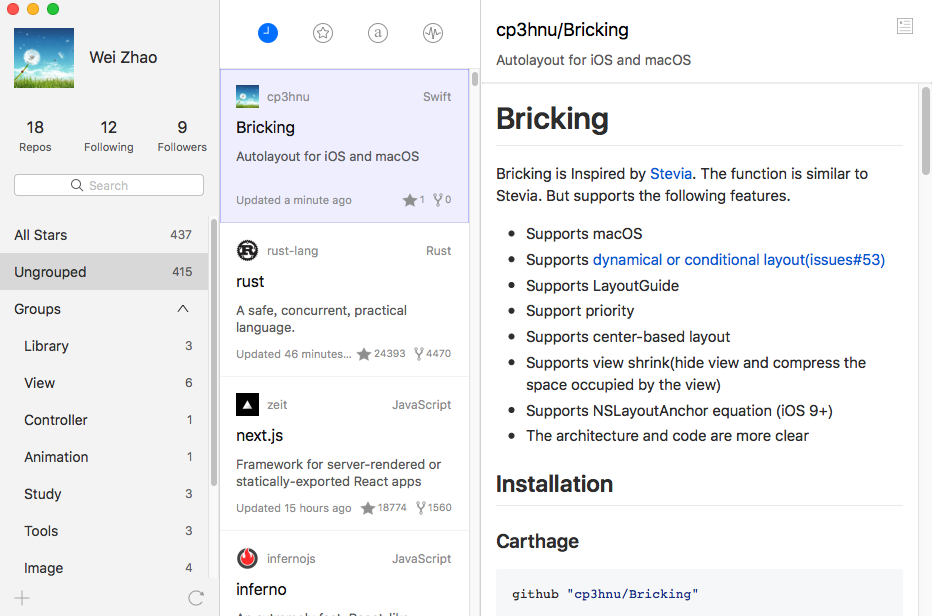 Wei Zhao
18 12 9
Repos Following Followers
Search
All Stars 437
Ungrouped 415
Groups
Library 3
View 6
Controller 1
Animation 1
Study 3
Tools 3
Image 4
a
cp3hnu Swift
Bricking
Autolayout for iOS and macOS
Updated a minute ago 1 0
R
rust-lang Rust
rust
A safe, concurrent, practical
language.
Updated 46 minutes... 24393 4470
zeit JavaScript
next.js
Framework for server-rendered or
statically-exported React apps
Updated 15 hours ago 18774 1560
infernojs JavaScript
inferno
An extremely fast, React-like
cp3hnu/Bricking
Autolayout for iOS and macOS
Bricking
Bricking is Inspired by Stevia. The function is similar to
Stevia. But supports the following features.
Supports macOS
Supports dynamical or conditional layout(issues#53)
Supports LayoutGuide
Support priority
Supports center-based layout
Supports view shrink(hide view and compress the
space occupied by the view)
Supports NSLayoutAnchor equation (iOS 9+)
The architecture and code are more clear
Installation
Carthage
github "cp3hnu/Bricking"